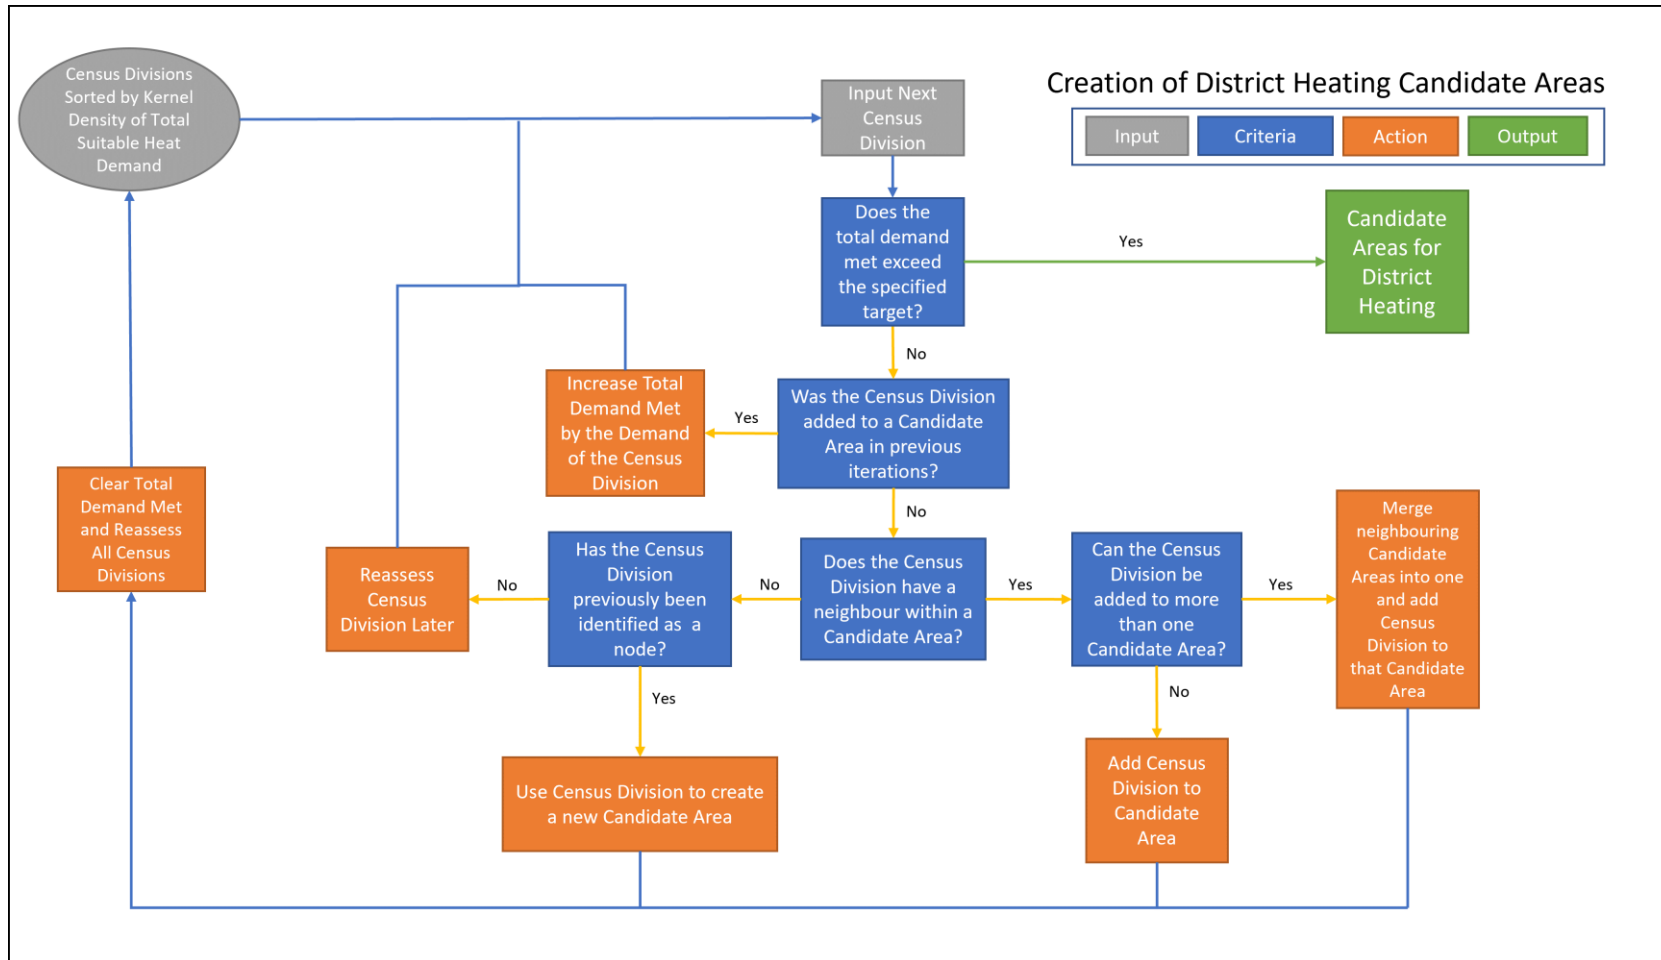 Creation of District Heating Candidate Areas
Input
Criteria
Action
Output
Census Divisions
Sorted by Kernel
Density of Total
Suitable Heat
Demand
Input Next
Census
Division
Does the
total demand
met exceed
the specified
target?
Yes
Candidate
Areas for
District
Heating
No
Was the Census Division
added to a Candidate
Area in previous
iterations?
Yes
Increase Total
Demand Met
by the Demand
of the Census
Division
No
Does the Census
Division have a
neighbour within a
Candidate Area?
No
Has the Census
Division
previously been
identified as  a
node?
No
Reassess
Census
Division Later
Yes
Use Census Division to create
a new Candidate Area
Yes
Can the Census
Division be
added to more
than one
Candidate Area?
Yes
Merge
neighbouring
Candidate
Areas into one
and add
Census
Division to
that Candidate
Area
No
Add Census
Division to
Candidate
Area
Clear Total
Demand Met
and Reassess
All Census
Divisions